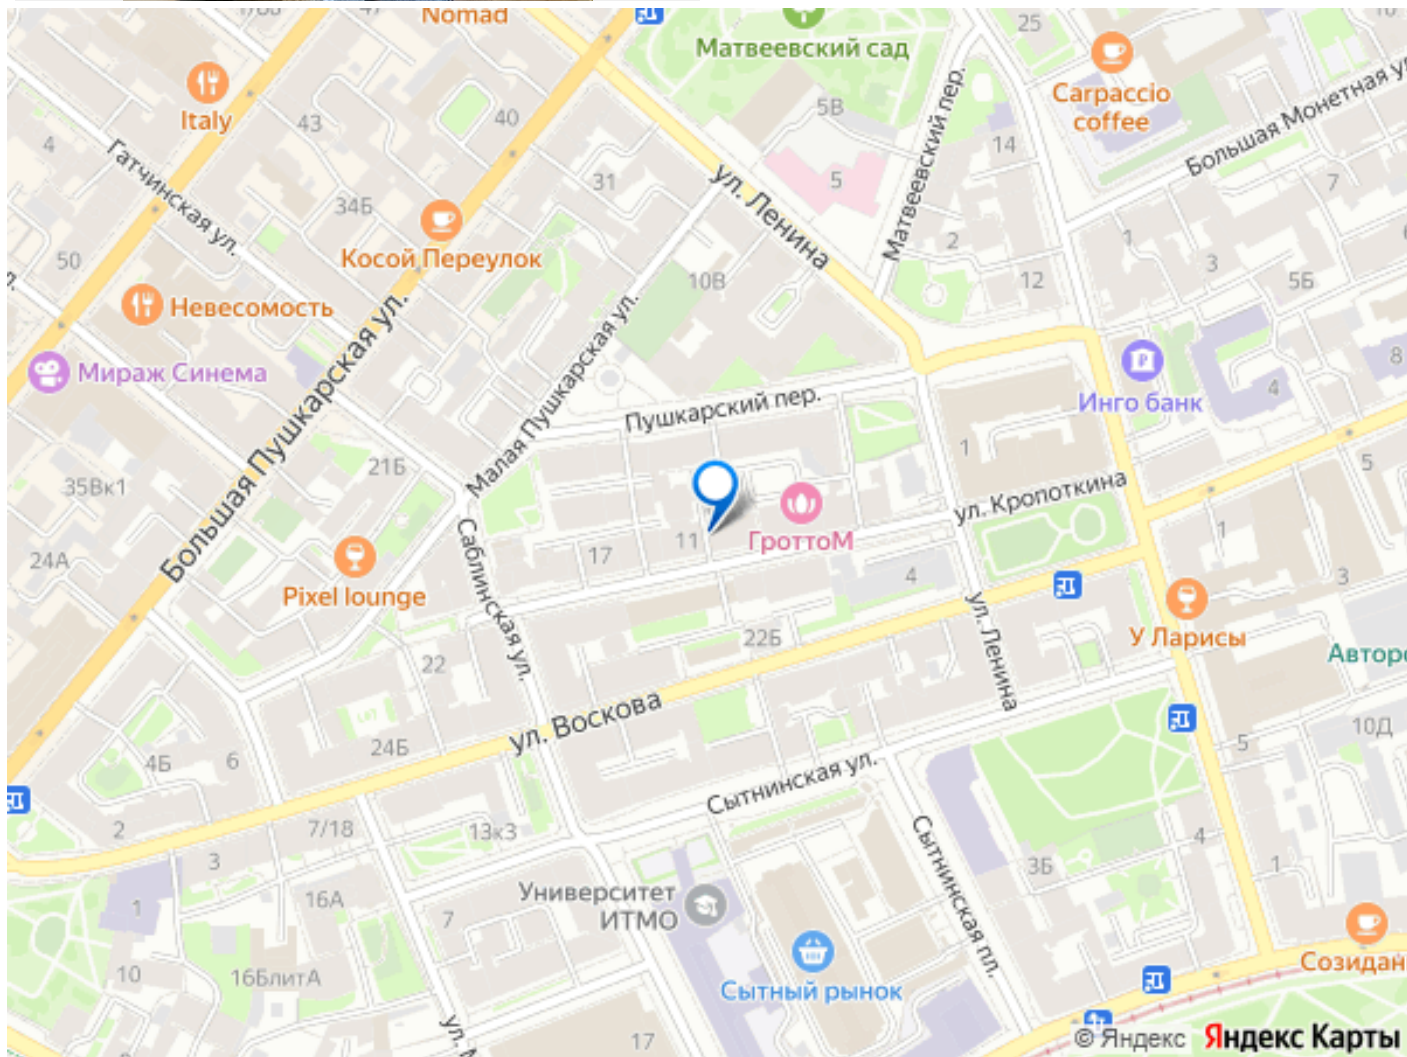 Nomad
Матвеевский сад
25
Carpaccio
coffee
Большая Монетная
Italy
43
40
5В
Матвеевский пер.
14
4
Гатчинская ул.
31
5
ул. Ленина
7
34Б
Косой Переулок
2
1
3
50
10В
12
5Б
Невесомость
Большая Пушкарская ул.
Малая Пушкарская ул.
Мираж Синема
Пушкарский пер.
Инго банк
4
8
21Б
1
5
35Вк1
ул. Кропоткина
ГроттоМ
11
17
1
24А
Pixel lounge
Саблинская ул.
4
3
22Б
ул. Ленина
У Ларисы
22
Авторе
ул. Воскова
24Б
4Б
6
10Д
5
Сытнинская ул.
2
7/18
13к3
3
Сытнинская пл.
4
3Б
1
16А
Университет
ИТМО
7
1
10
16БлитА
Сытный рынок
Созидан
17
© Яндекс Яндекс Карты